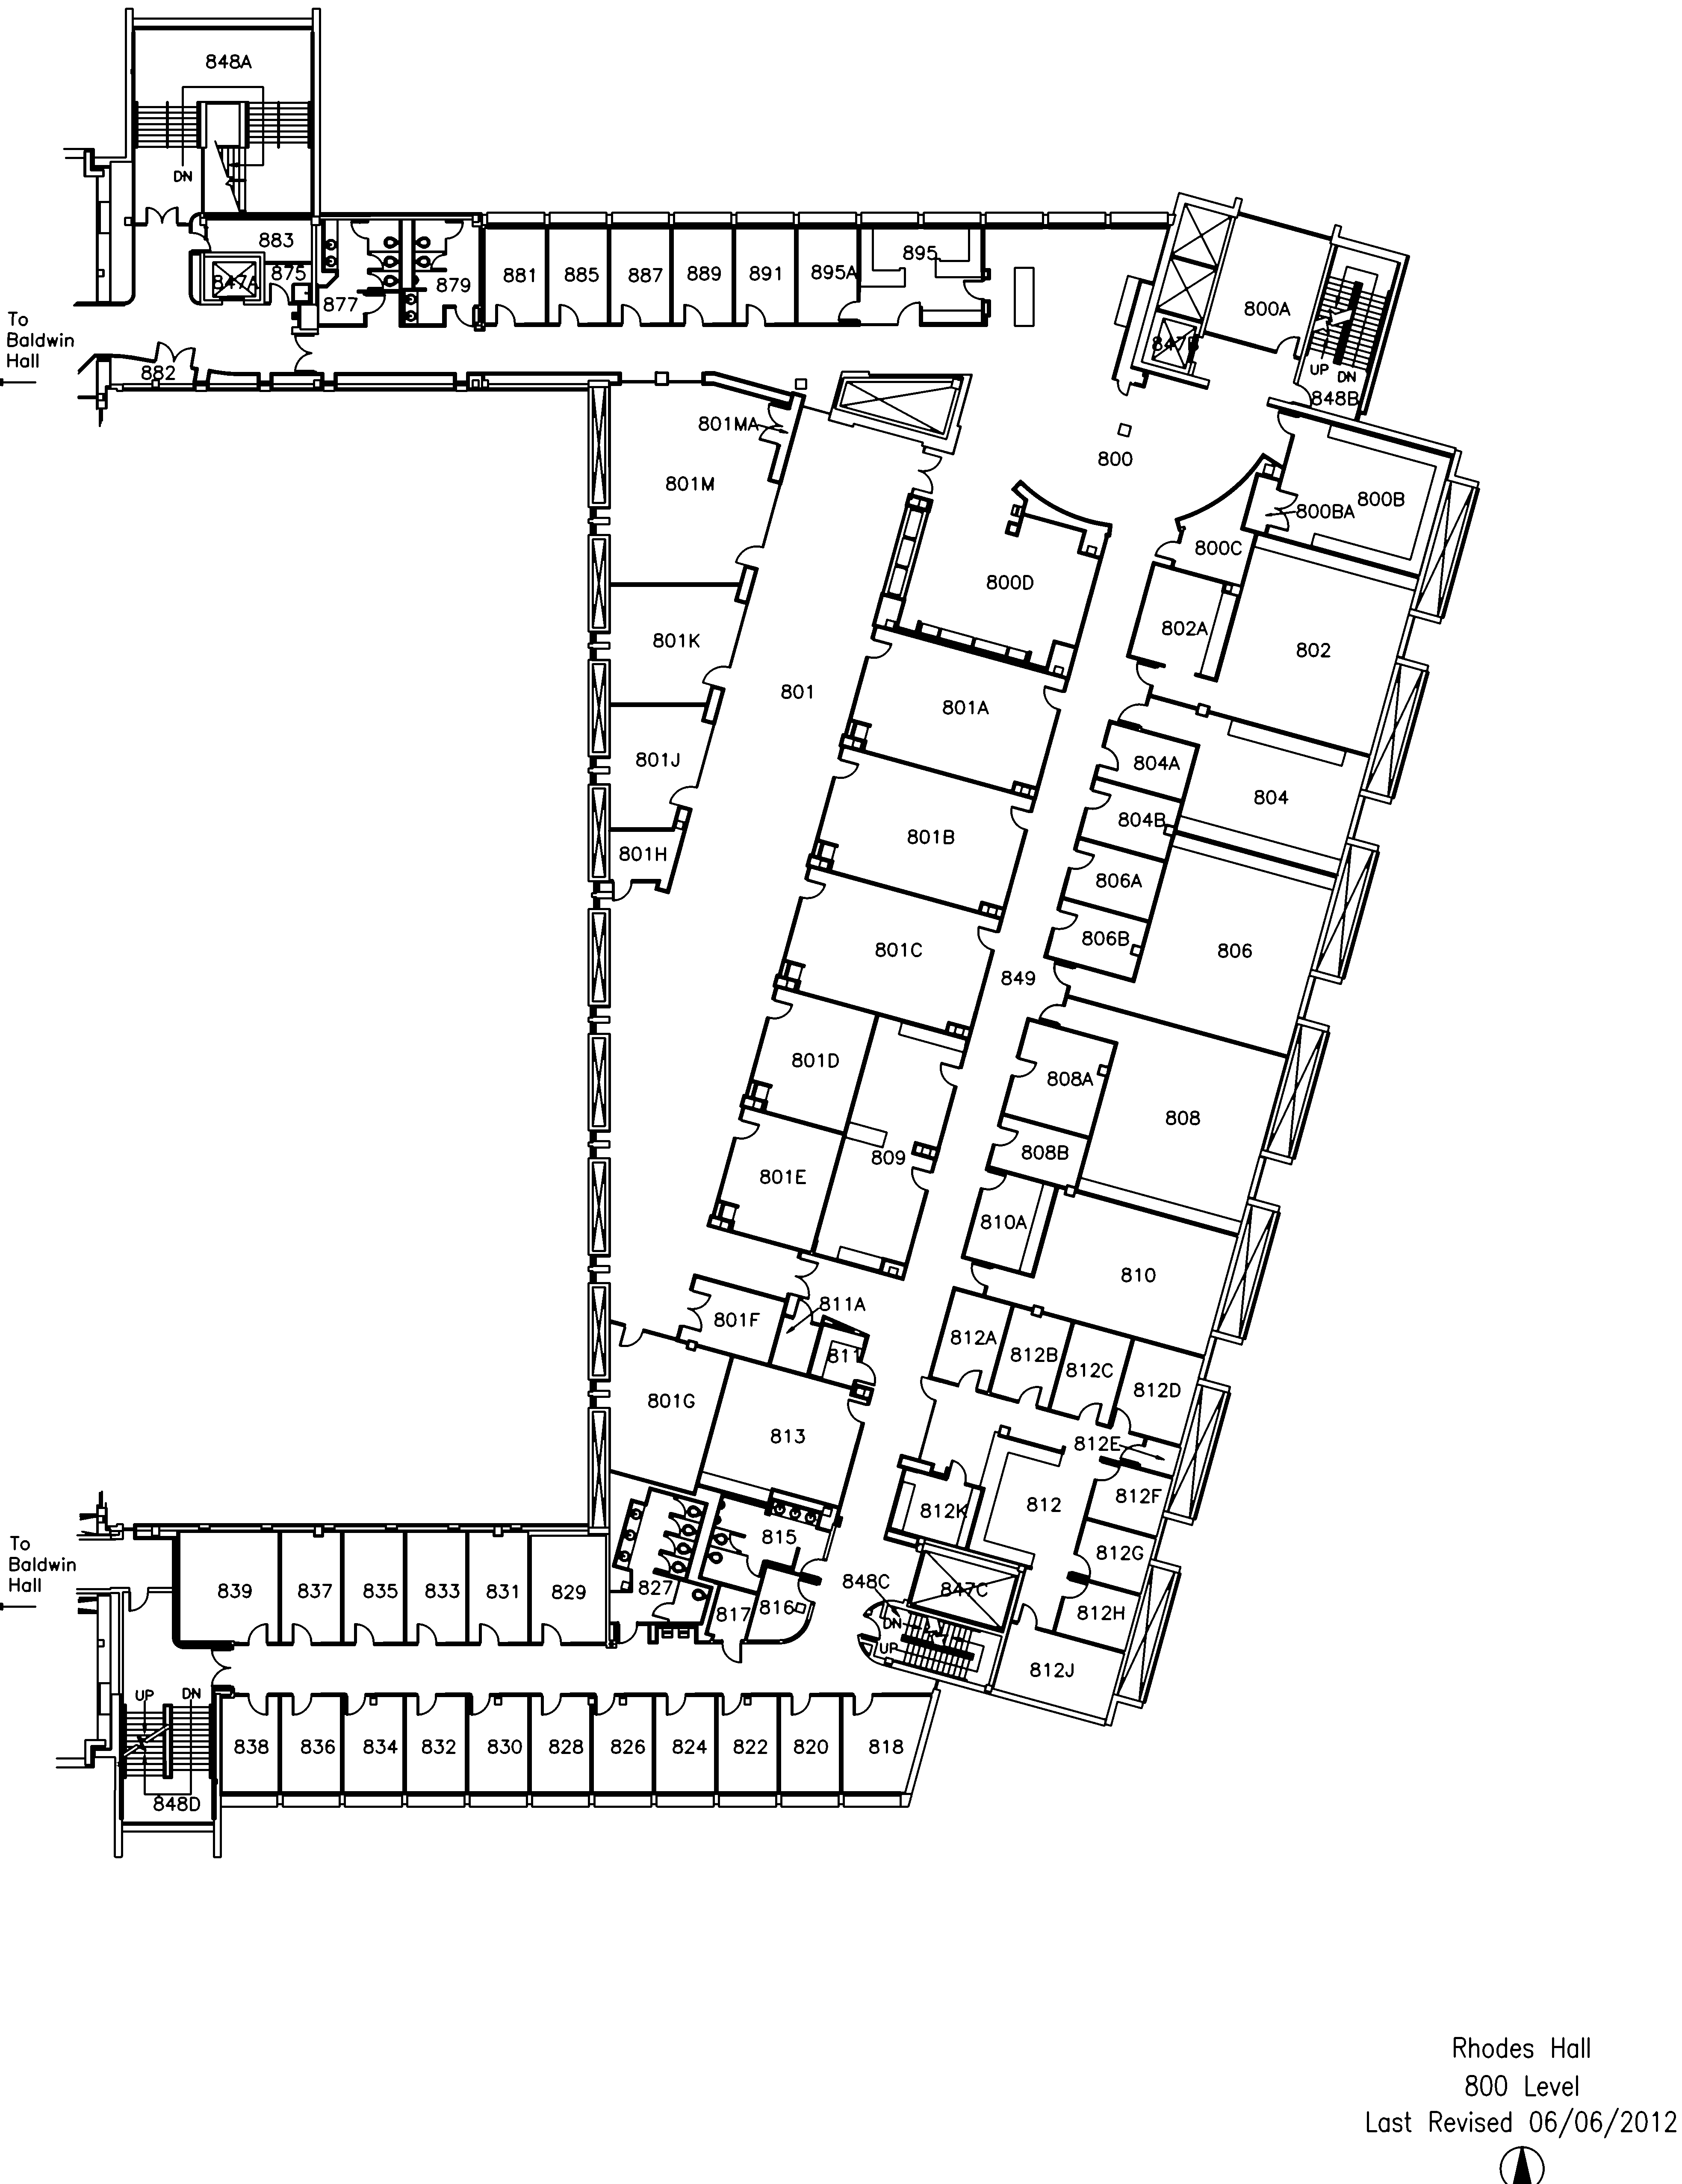 848A
DN
883
875
847A
877
879
881
885
887
889
891
895A
895
800A
847B
UP
DN
848B
To
Baldwin
Hall
882
801MA
801M
800
800B
800BA
800C
800D
802A
802
801K
801
801A
801J
804A
804
804B
801B
801H
806A
806B
806
801C
849
801D
808A
808
809
808B
801E
810A
810
811A
801F
812A
811
812B
812C
812D
801G
813
812E
812K
812
812F
815
812G
To
Baldwin
Hall
839
837
835
833
831
829
827
817
816
848C
847C
DN
UP
812H
812J
UP
DN
838
836
834
832
830
828
826
824
822
820
818
848D
Rhodes Hall
800 Level
Last Revised 06/06/2012